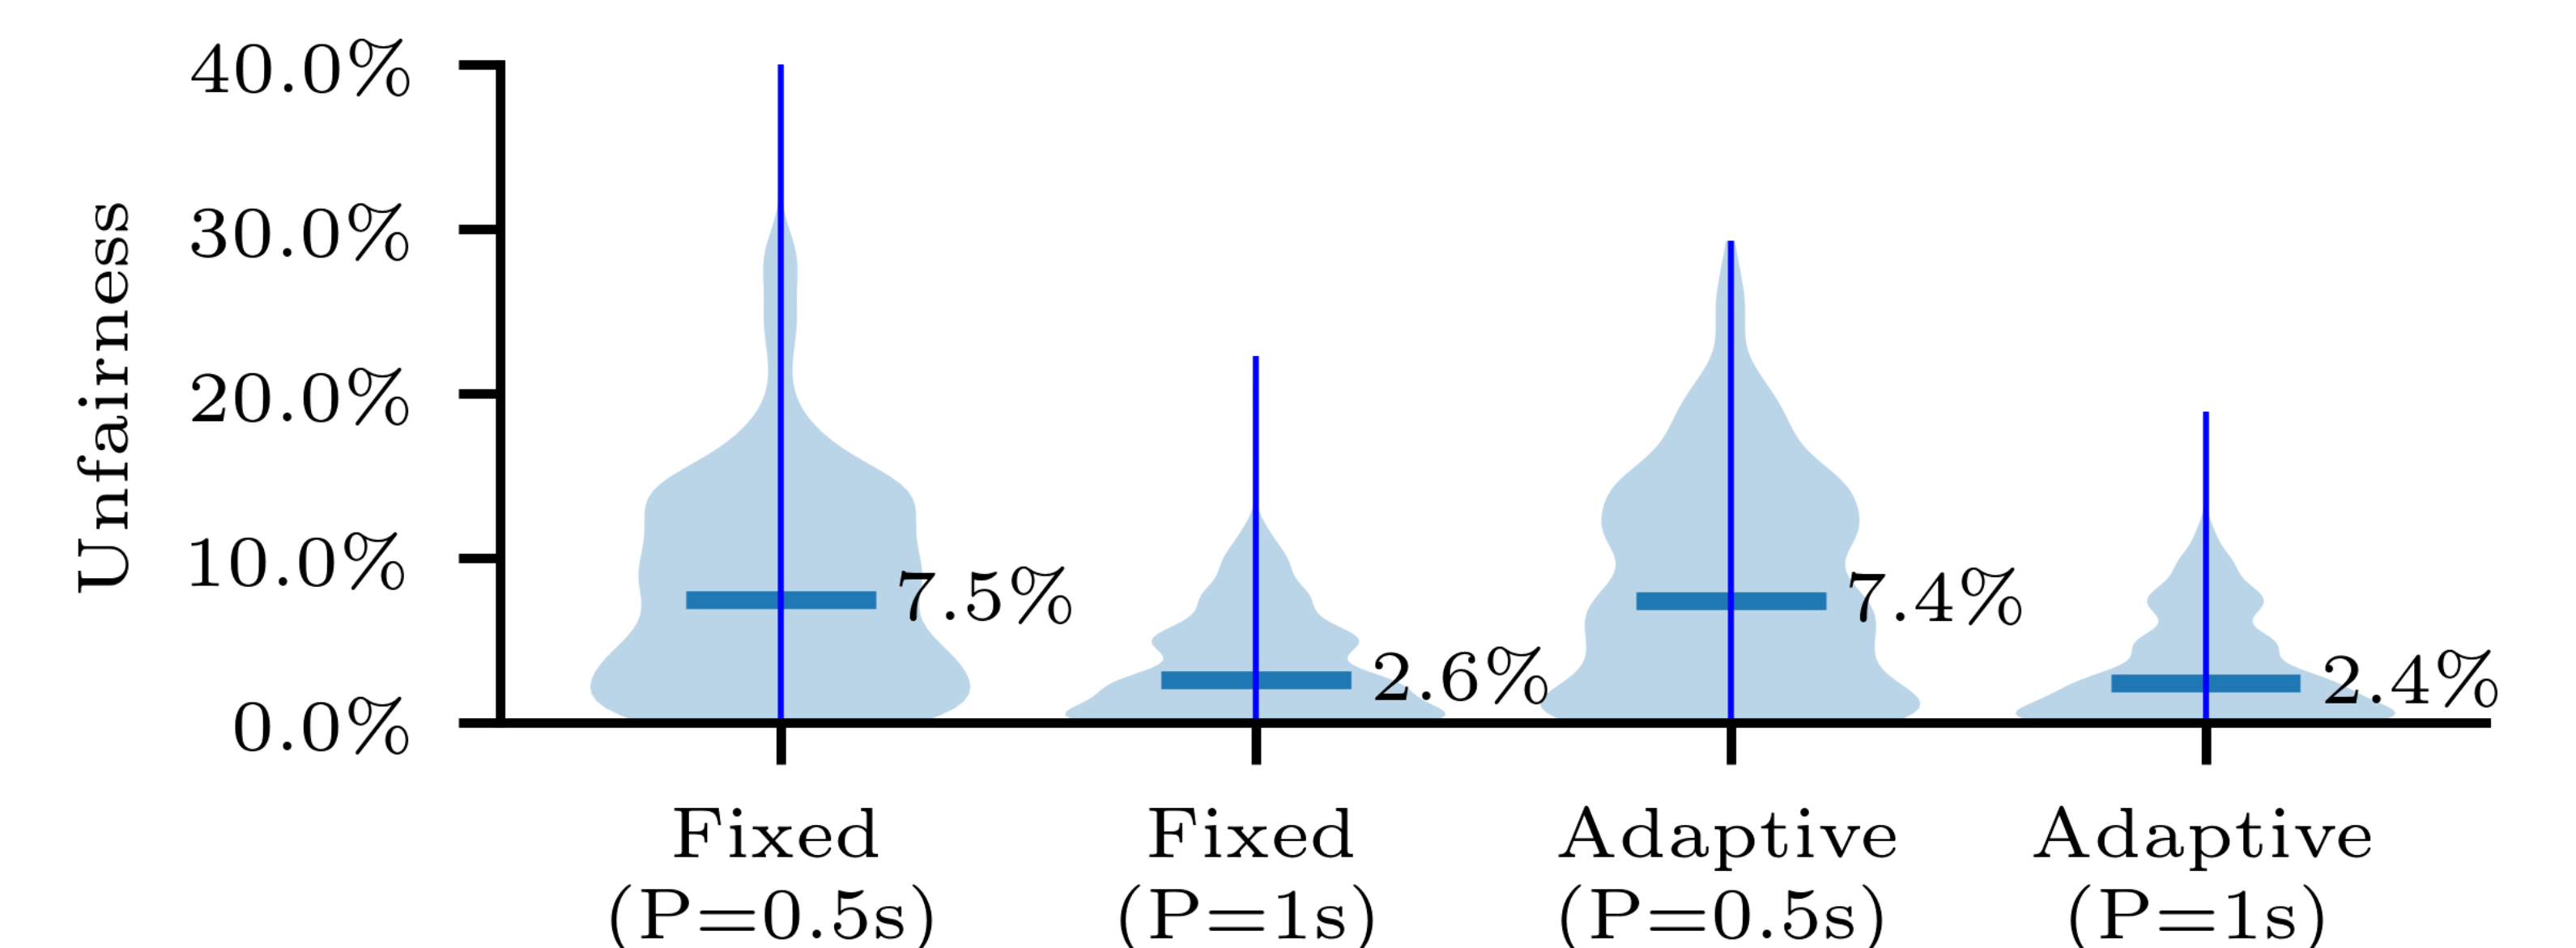 40.0%
30.0%
20.0%
10.0%
0.0%
Unfairness
7.5%
2.6%
7.4%
2.4%
Fixed
(P=0.5s)
Fixed
(P=1s)
Adaptive
(P=0.5s)
Adaptive
(P=1s)